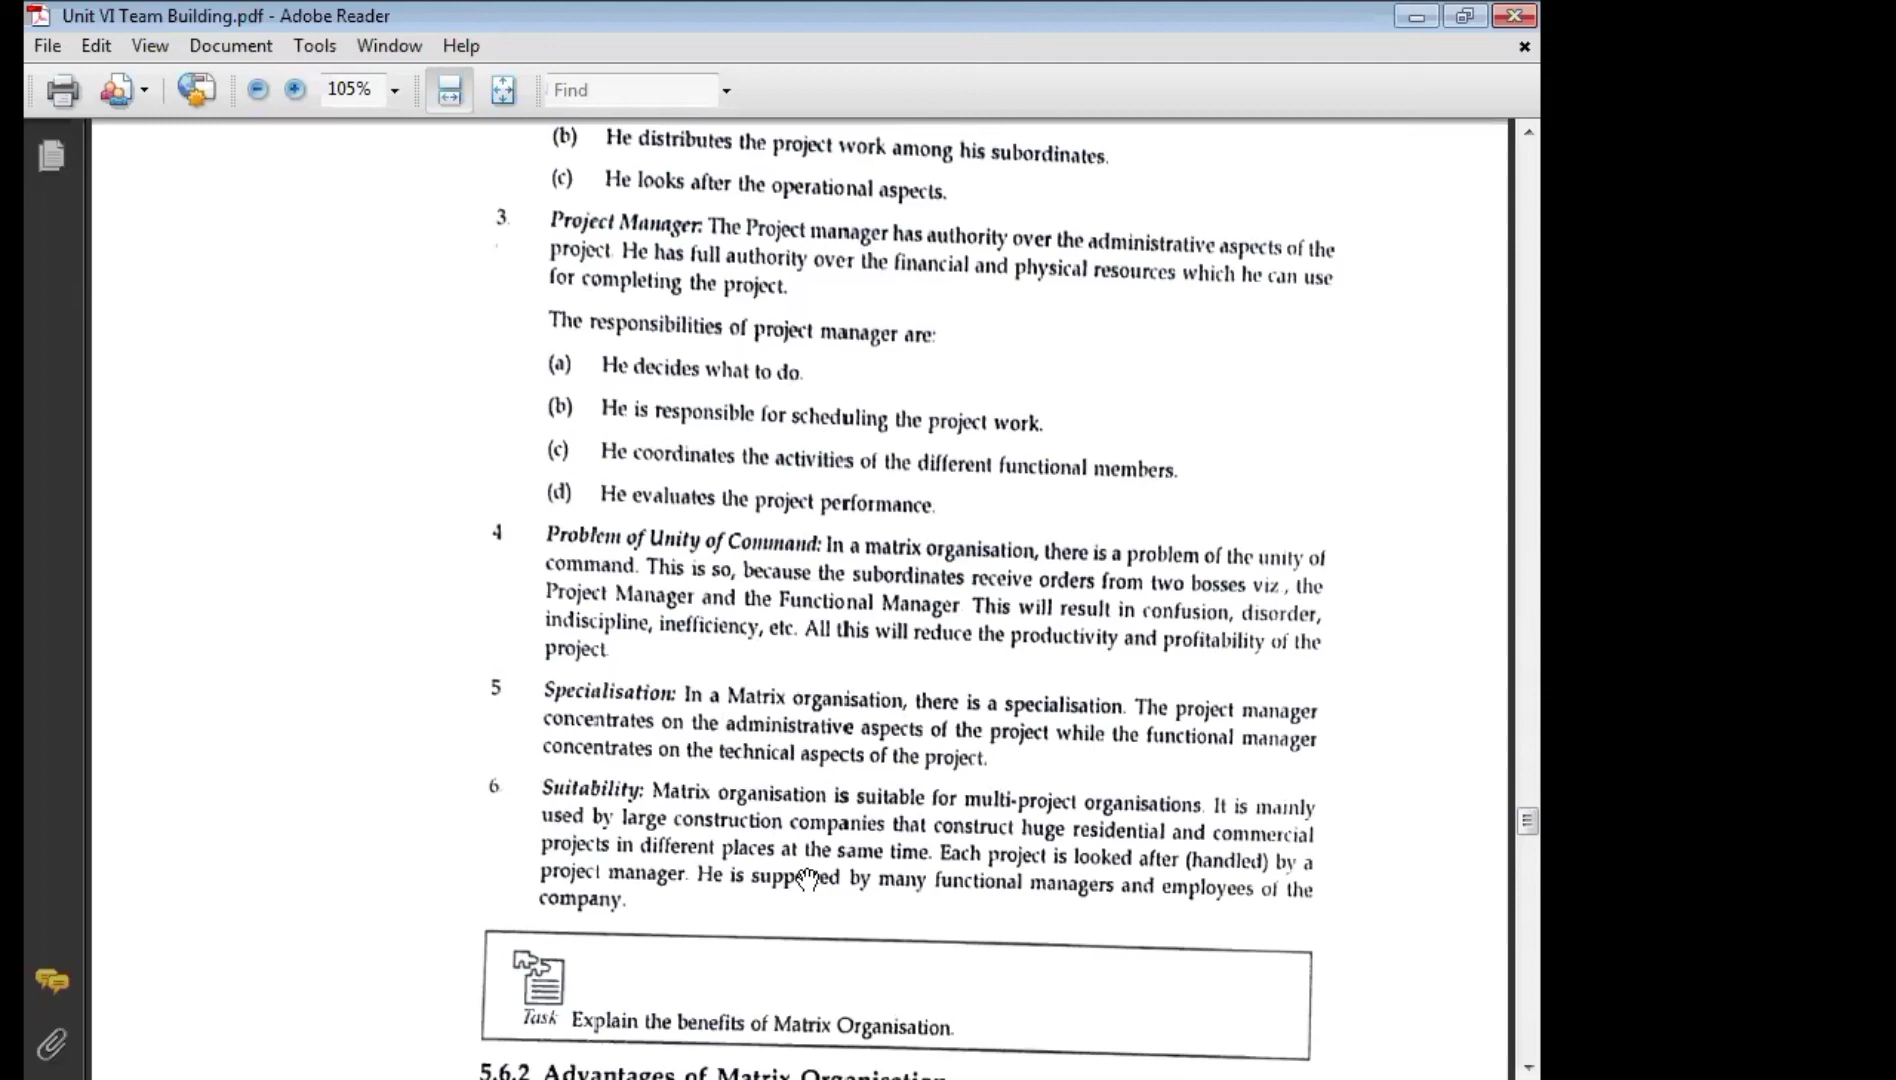 Unit VI Team Building.pdf - Adobe Reader
File Edit View Document Tools Window Help
105%
Find
(b) He distributes the project work among his subordinates.
(c) He looks after the operational aspects.
3. Project Manager: The Project manager has authority over the administrative aspects of the
project. He has full authority over the financial and physical resources which he can use
for completing the project.
The responsibilities of project manager are:
(a) He decides what to do.
(b) He is responsible for scheduling the project work.
(c) He coordinates the activities of the different functional members.
(d) He evaluates the project performance.
4 Problem of Unity of Command: In a matrix organisation, there is a problem of the unity of
command. This is so, because the subordinates receive orders from two bosses viz., the
Project Manager and the Functional Manager. This will result in confusion, disorder,
indiscipline, inefficiency, etc. All this will reduce the productivity and profitability of the
project
5 Specialisation: In a Matrix organisation, there is a specialisation. The project manager
concentrates on the administrative aspects of the project while the functional manager
concentrates on the technical aspects of the project.
6. Suitability: Matrix organisation is suitable for multi-project organisations. It is mainly
used by large construction companies that construct huge residential and commercial
projects in different places at the same time. Each project is looked after (handled) by a
project manager. He is by many functional managers and employees of the
company.
Task Explain the benefits of Matrix Organisation.
5.6.2 Advantages of Matrix Organisation